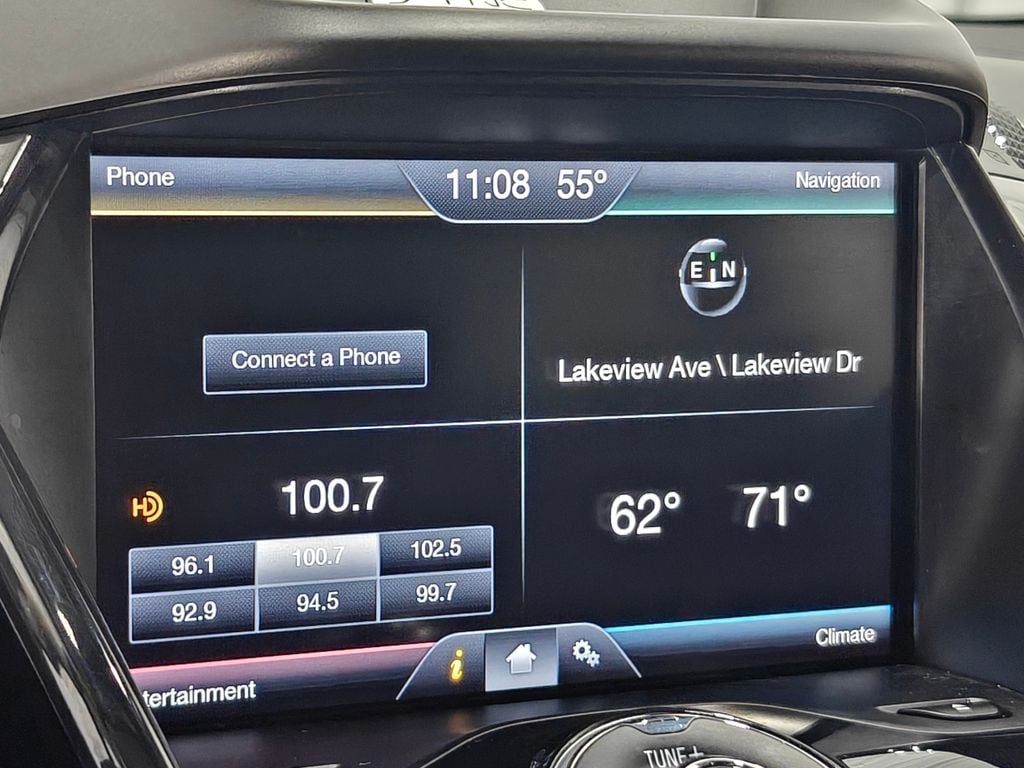 Phone
11:08 55°
Navigation
E N
Connect a Phone
Lakeview Ave \ Lakeview Dr
HD
100.7
62° 71°
96.1 100.7 102.5
92.9 94.5 99.7
i
Climate
tertainment
TUNE +